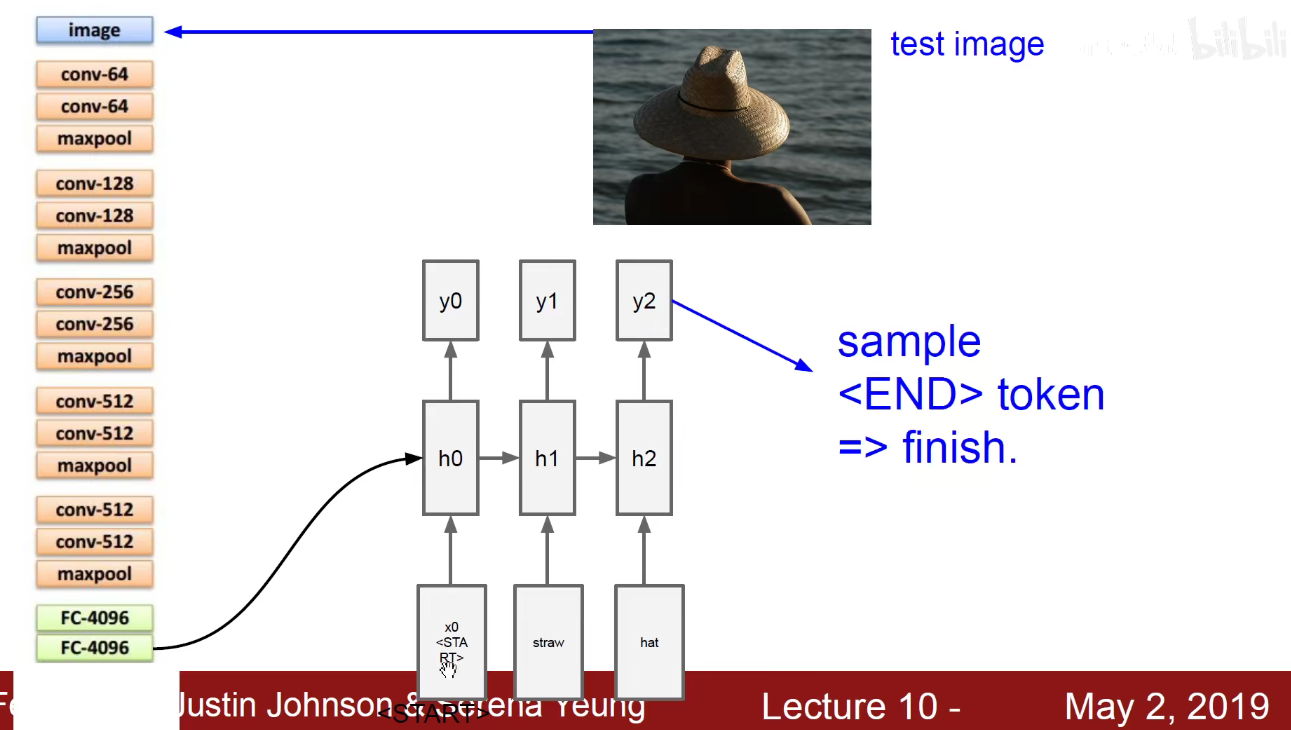 image
conv-64
conv-64
maxpool
conv-128
conv-128
maxpool
conv-256
conv-256
maxpool
conv-512
conv-512
maxpool
conv-512
conv-512
maxpool
FC-4096
FC-4096
test image
bilibili
y0
y1
y2
sample
<END> token
=> finish.
h0
h1
h2
x0
<STA
RT>
straw
hat
<START>
Justin Johnson & Serena Yeung
Lecture 10 -
May 2, 2019